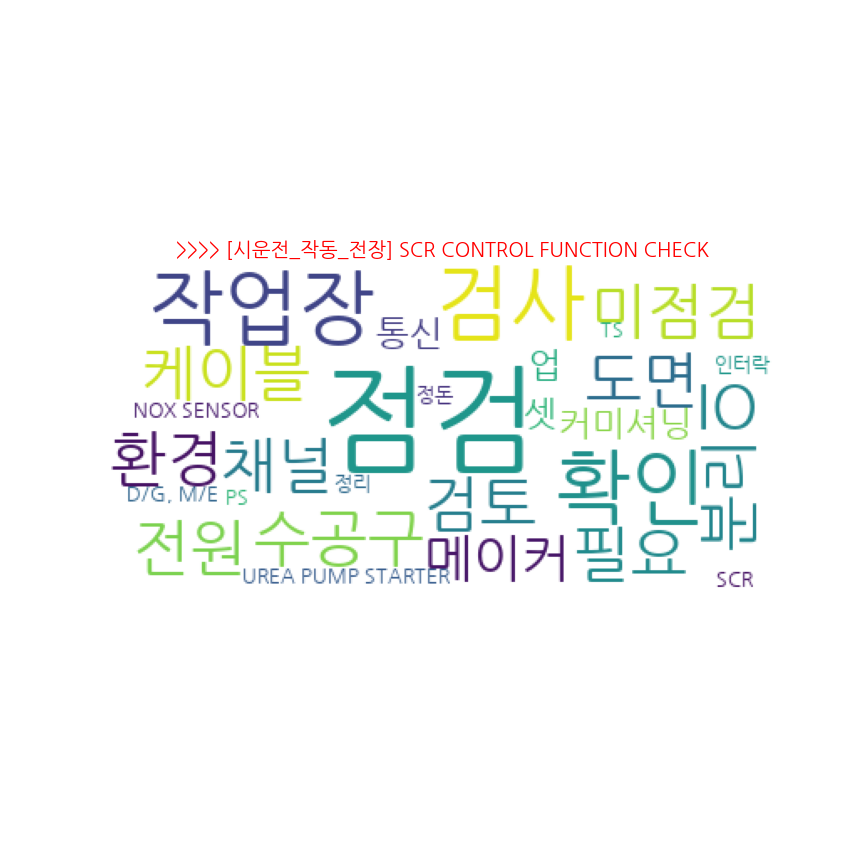 >>>> [시운전_작동_전장] SCR CONTROL FUNCTION CHECK
작업장
검사
미점검
통신
TS
케이블
업
도면
인터락
점검
정돈
의뢰분
NOX SENSOR
셋
커미셔닝
환경
채널
정리
확인
D/G, M/E
PS
검토
전원
수공구
메이커
필요
UREA PUMP STARTER
SCR